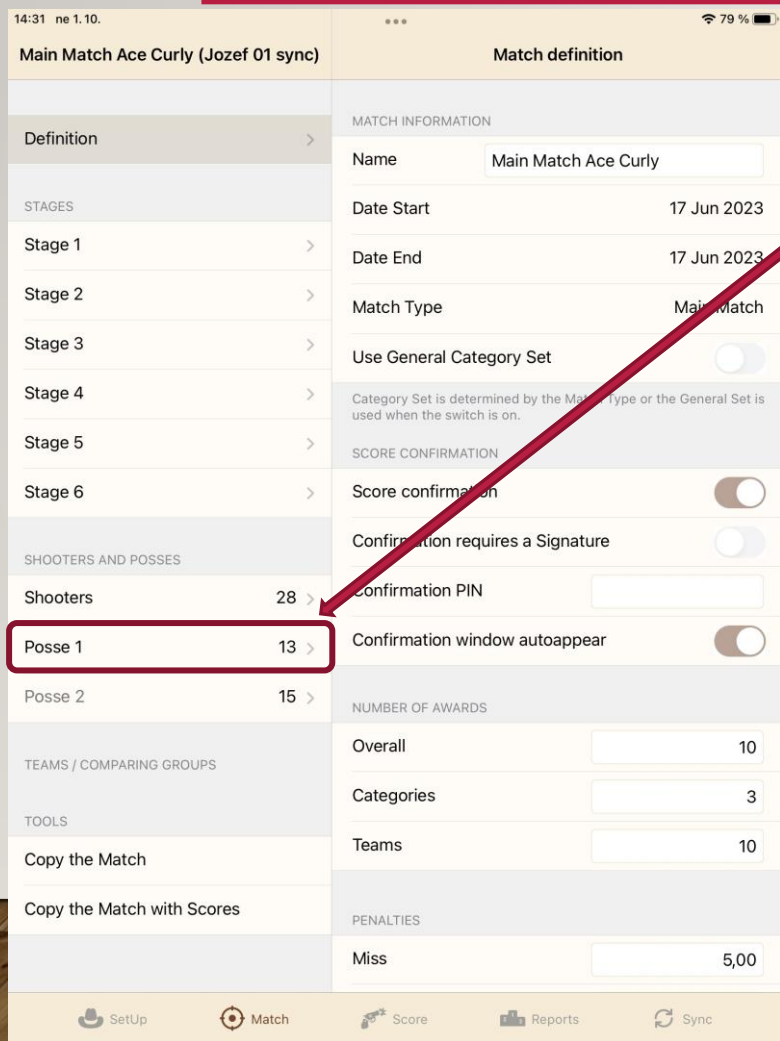 14:31 ne 1. 10.
79 %
Main Match Ace Curly (Jozef 01 sync)
Definition
STAGES
Stage 1
Stage 2
Stage 3
Stage 4
Stage 5
Stage 6
SHOOTERS AND POSSES
Shooters 28
Posse 1 13
Posse 2 15
TEAMS / COMPARING GROUPS
TOOLS
Copy the Match
Copy the Match with Scores
Match definition
MATCH INFORMATION
Name Main Match Ace Curly
Date Start 17 Jun 2023
Date End 17 Jun 2023
Match Type Main Match
Use General Category Set
Category Set is determined by the Match Type or the General Set is
used when the switch is on.
SCORE CONFIRMATION
Score confirmation
Confirmation requires a Signature
Confirmation PIN
Confirmation window autoappear
NUMBER OF AWARDS
Overall 10
Categories 3
Teams 10
PENALTIES
Miss 5,00
SetUp Match Score Reports Sync